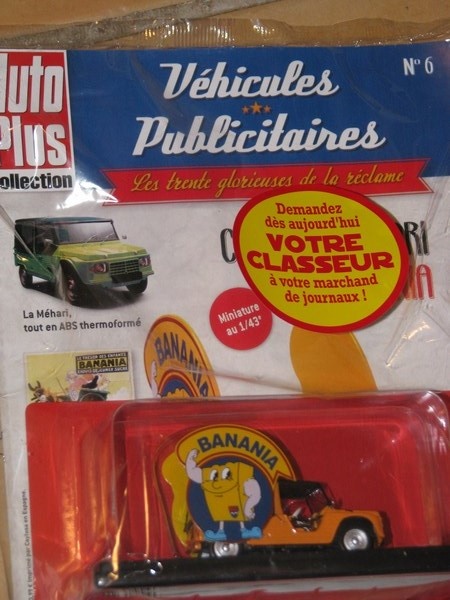 Auto
Plus
Collection
Véhicules
Publicitaires
N° 6
Les trente glorieuses de la réclame
Demandez
dès aujourd'hui
VOTRE
CLASSEUR
à votre marchand
de journaux !
La Méhari,
tout en ABS thermoformé
Miniature
au 1/43e
BANANIA
BANANIA
BANANIA